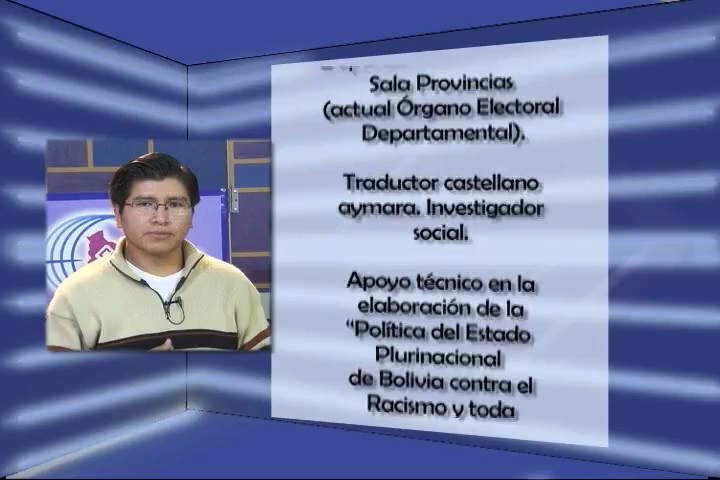 Sala Provincias
(actual Órgano Electoral
Departamental).
Traductor castellano
aymara. Investigador
social.
Apoyo técnico en la
elaboración de la
“Política del Estado
Plurinacional
de Bolivia contra el
Racismo y toda